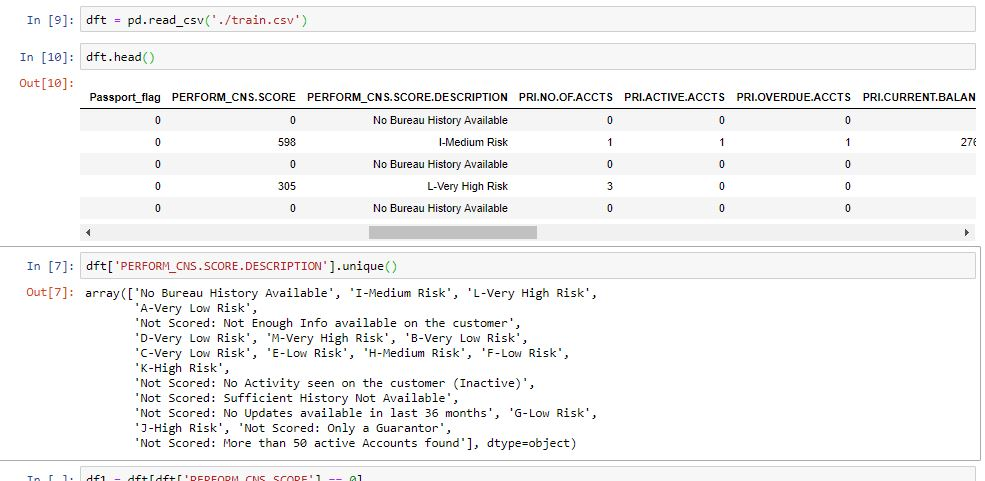 In [9]: dft = pd.read_csv('./train.csv')
In [10]: dft.head()
Out[10]:
Passport_flag PERFORM_CNS.SCORE PERFORM_CNS.SCORE.DESCRIPTION PRI.NO.OF.ACCTS PRI.ACTIVE.ACCTS PRI.OVERDUE.ACCTS PRI.CURRENT.BALAN
0 0 No Bureau History Available 0 0 0
0 598 I-Medium Risk 1 1 1 276
0 0 No Bureau History Available 0 0 0
0 305 L-Very High Risk 3 0 0
0 0 No Bureau History Available 0 0 0
In [7]: dft['PERFORM_CNS.SCORE.DESCRIPTION'].unique()
Out[7]: array(['No Bureau History Available', 'I-Medium Risk', 'L-Very High Risk',
'A-Very Low Risk',
'Not Scored: Not Enough Info available on the customer',
'D-Very Low Risk', 'M-Very High Risk', 'B-Very Low Risk',
'C-Very Low Risk', 'E-Low Risk', 'H-Medium Risk', 'F-Low Risk',
'K-High Risk',
'Not Scored: No Activity seen on the customer (Inactive)',
'Not Scored: Sufficient History Not Available',
'Not Scored: No Updates available in last 36 months', 'G-Low Risk',
'J-High Risk', 'Not Scored: Only a Guarantor',
'Not Scored: More than 50 active Accounts found'], dtype=object)
In [ ]: df1 = dft[dft['PERFORM_CNS.SCORE'] == 0]